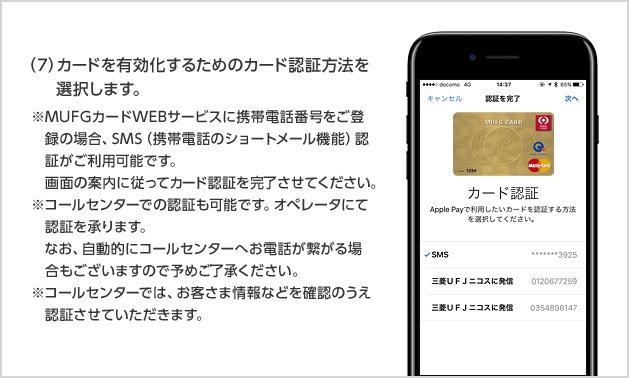 （7）カードを有効化するためのカード認証方法を
選択します。
※MUFGカードWEBサービスに携帯電話番号をご登
録の場合、SMS（携帯電話のショートメール機能）認
証がご利用可能です。
画面の案内に従ってカード認証を完了させてください。
※コールセンターでの認証も可能です。オペレータにて
認証を承ります。
なお、自動的にコールセンターへお電話が繋がる場
合もございますので予めご了承ください。
※コールセンターでは、お客さま情報などを確認のうえ
認証させていただきます。
docomo 4G 14:37 65%
キャンセル 認証を完了 次へ
MUFG CARD
1234
MasterCard
カード認証
Apple Payで利用したいカードを認証する方法
を選択してください。
SMS *******3925
三菱ＵＦＪニコスに発信 0120677259
三菱ＵＦＪニコスに発信 0354896147